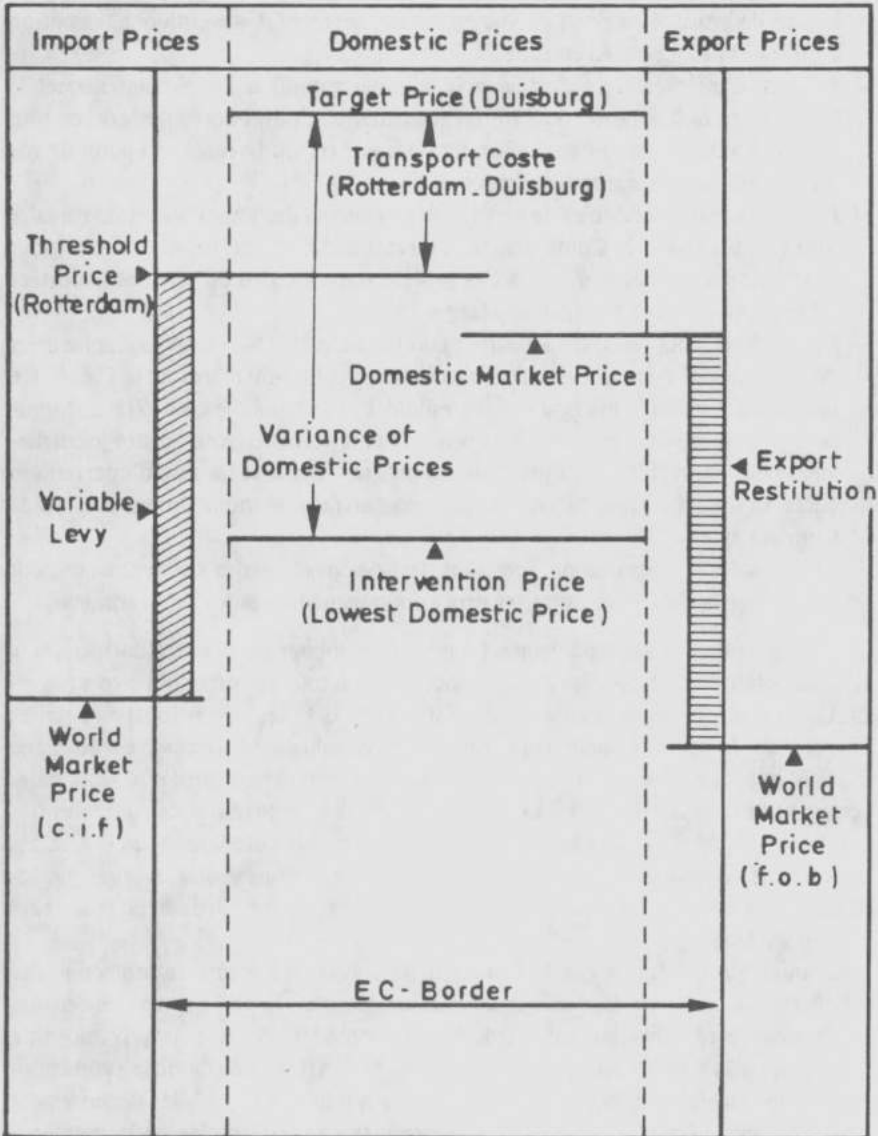 Import Prices
Domestic Prices
Export Prices
Target Price (Duisburg)
Transport Coste
(Rotterdam.Duisburg)
Threshold
Price
(Rotterdam)
Domestic Market Price
Variance of
Domestic Prices
Export
Restitution
Variable
Levy
Intervention Price
(Lowest Domestic Price)
World
Market
Price
(c.i.f)
World
Market
Price
(f.o.b)
EC-Border